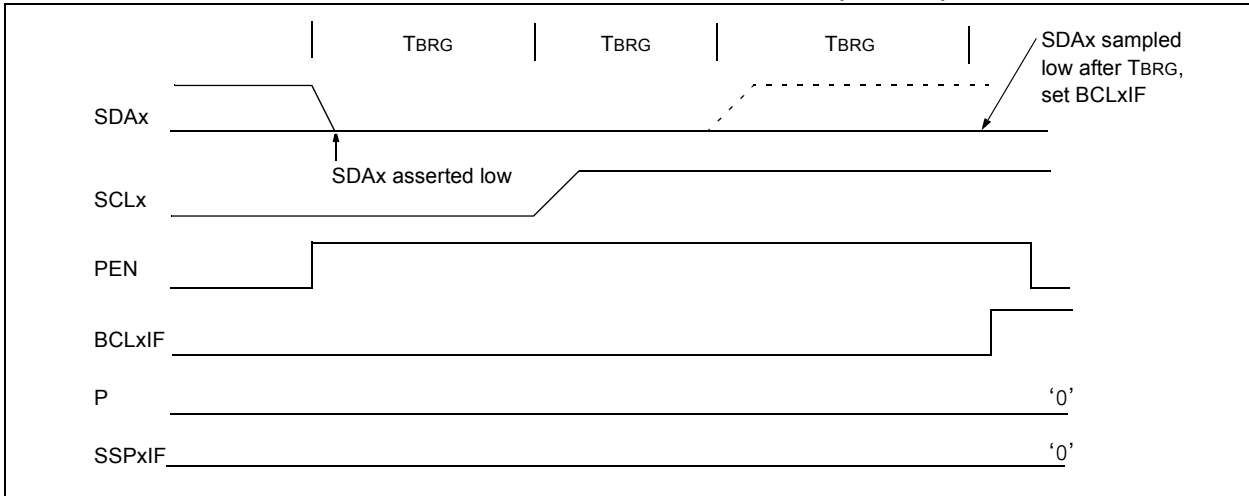 TBRG TBRG TBRG
SDAx sampled
low after TBRG,
set BCLxIF
SDAx
SDAx asserted low
SCLx
PEN
BCLxIF
P
‘0’
SSPxIF
‘0’